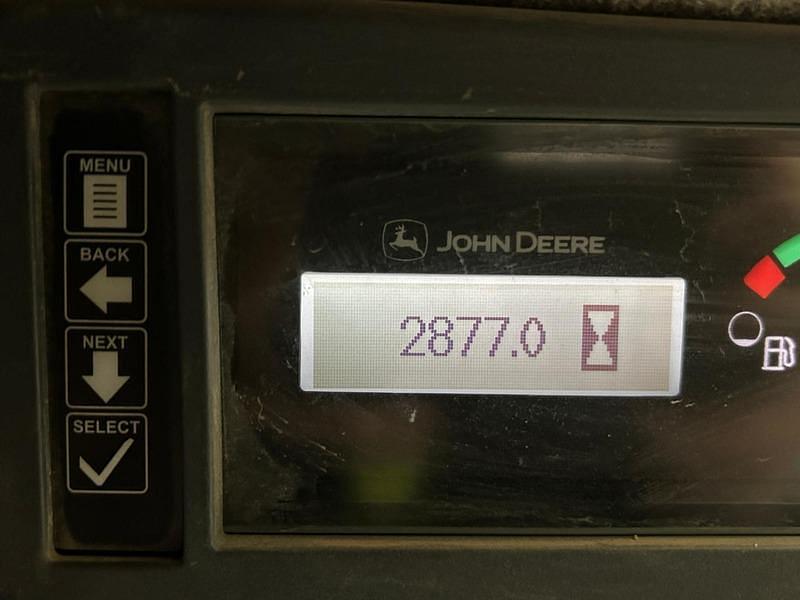 MENU
BACK
NEXT
SELECT
JOHN DEERE
2877.0